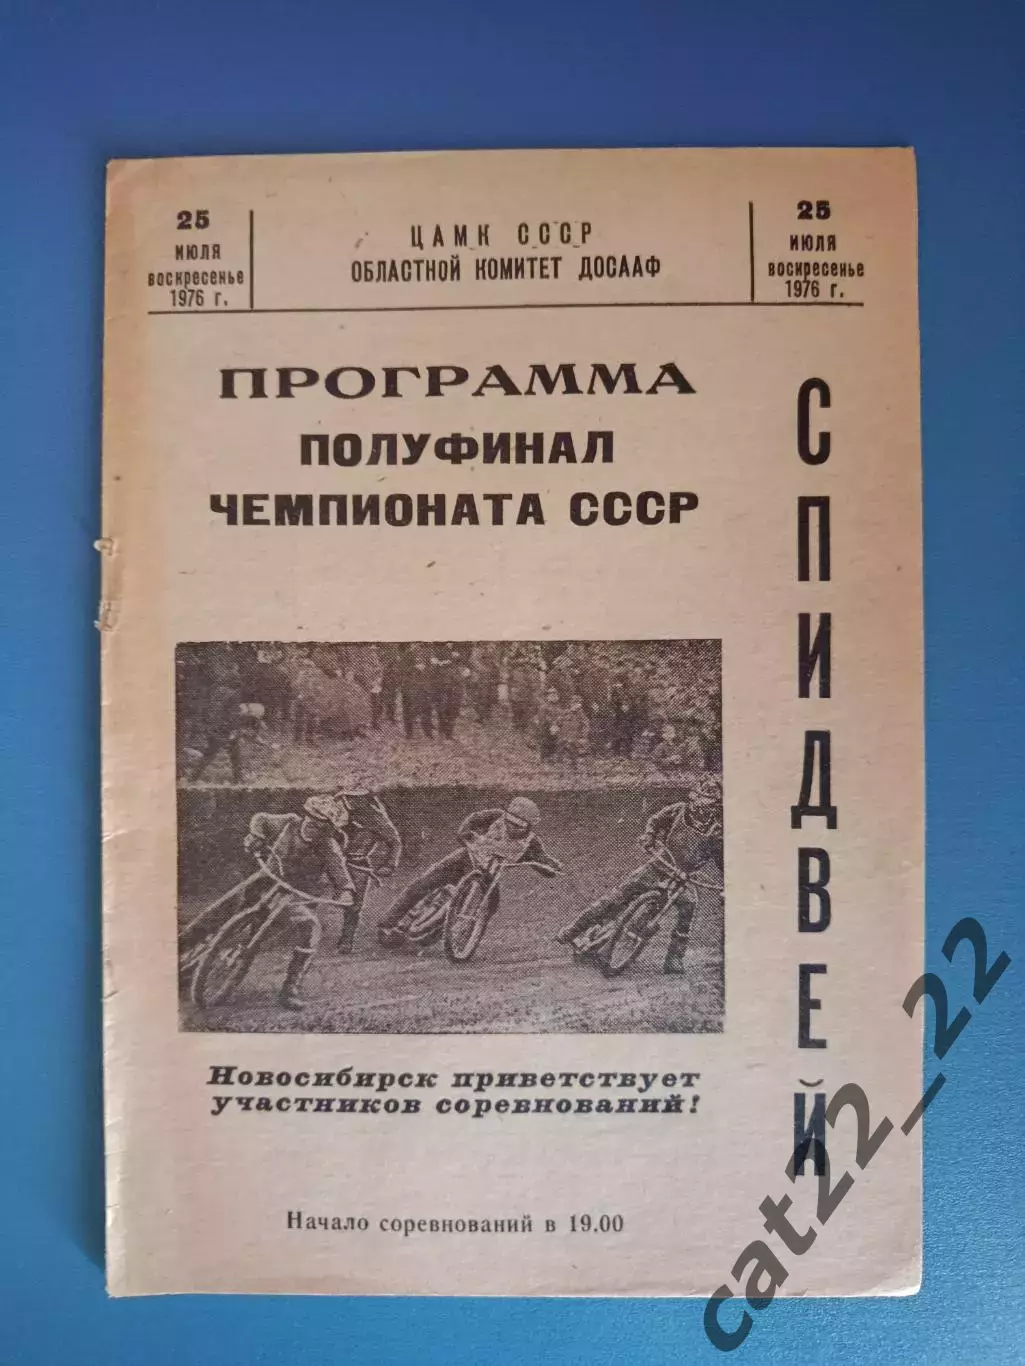 25
ИЮЛЯ
воскресенье
1976 г.
ЦАМК СССР
ОБЛАСТНОЙ КОМИТЕТ ДОСААФ
25
ИЮЛЯ
воскресенье
1976 г.
ПРОГРАММА
ПОЛУФИНАЛ
ЧЕМПИОНАТА СССР
СПИДВЕЙ
Новосибирск приветствует
участников соревнований!
Начало соревнований в 19.00
cat22_22